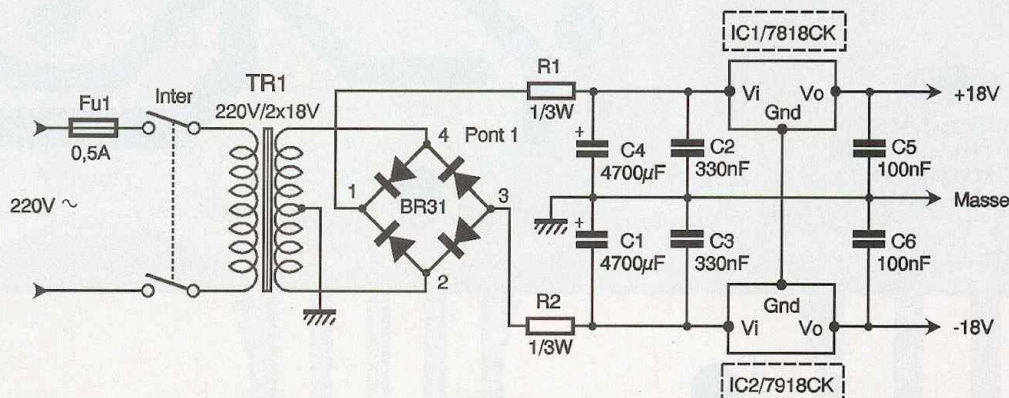 IC1/7818CK
TR1
220V/2x18V
Fu1
Inter
0,5A
220V ~
4
Pont 1
1
BR31
3
2
R1
1/3W
R2
1/3W
Vi
Vo
Gnd
+18V
+
C4
4700µF
C2
330nF
C5
100nF
Masse
+
C1
4700µF
C3
330nF
C6
100nF
Gnd
Vi
Vo
-18V
IC2/7918CK